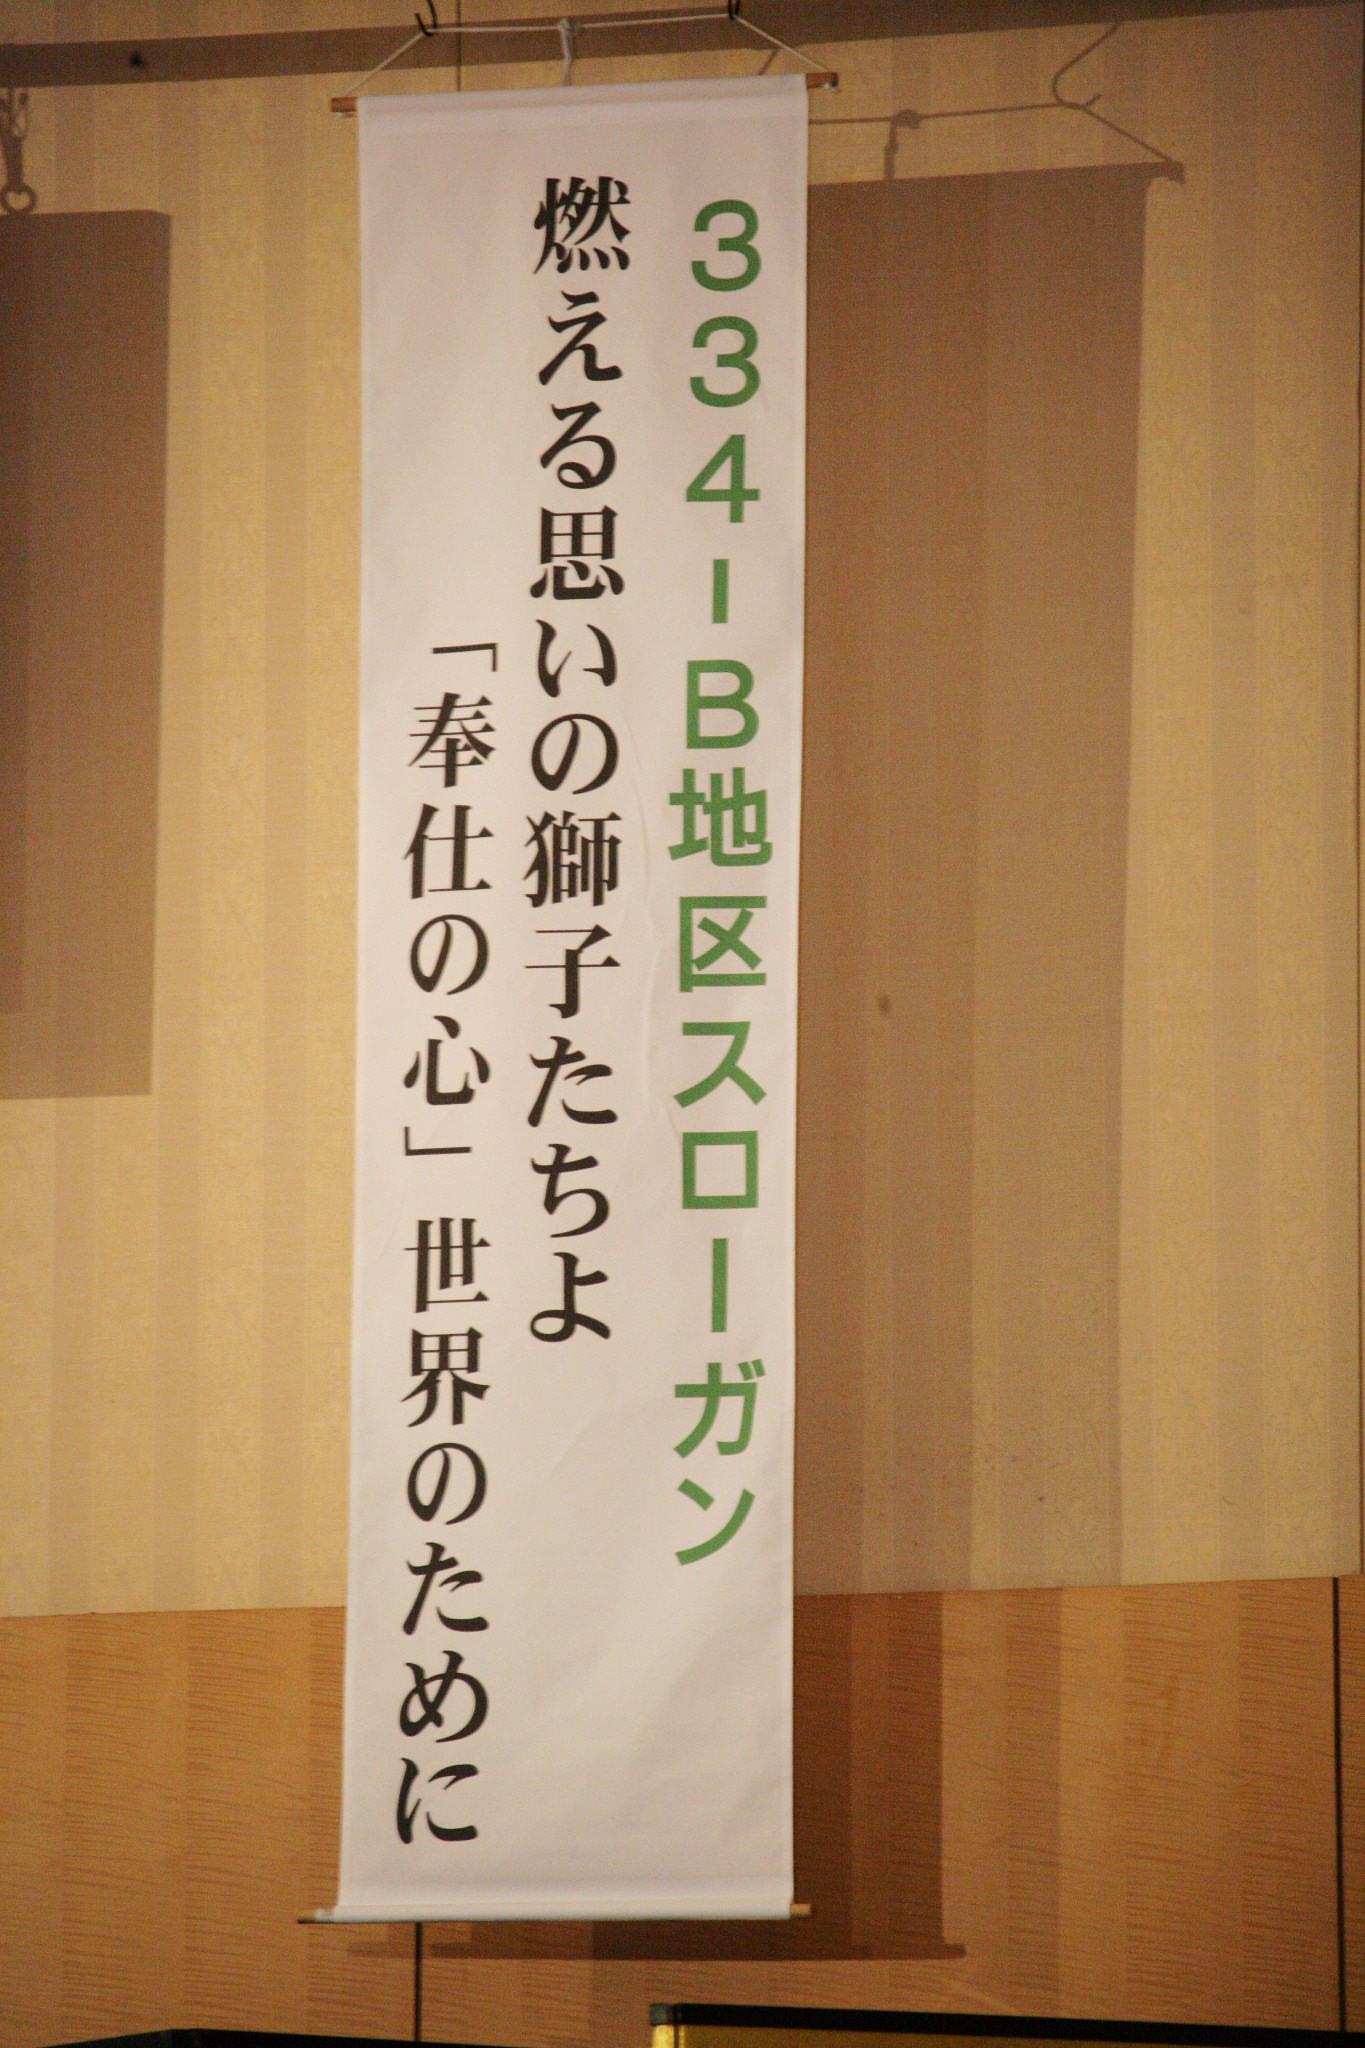 334-B地区スローガン
燃える思いの獅子たちよ
「奉仕の心」世界のために